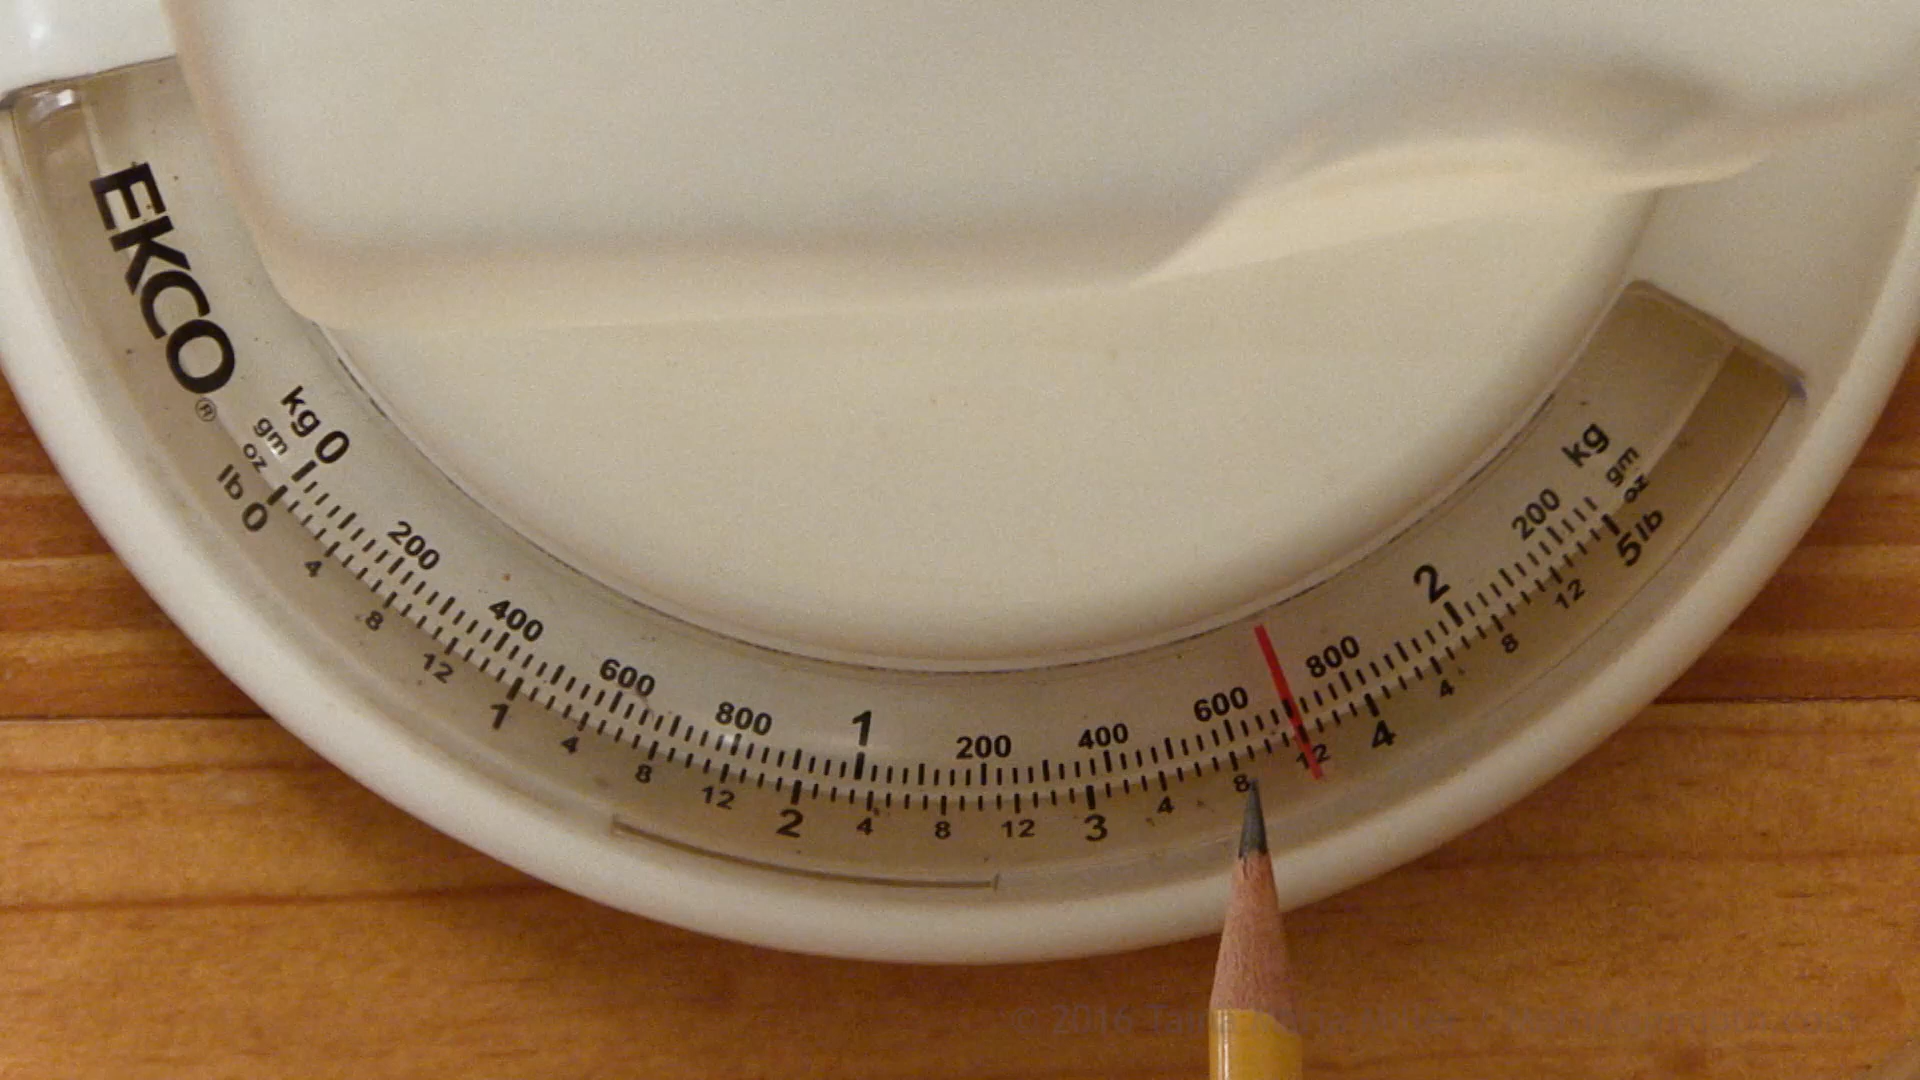 EKCO®
kg 0 200 400 600 800 1 200 400 600 800 2 200 kg
gm gm
oz oz
lb 0 4 8 12 1 4 8 12 2 4 8 12 3 4 8 12 4 4 8 12 5 lb
© 2016